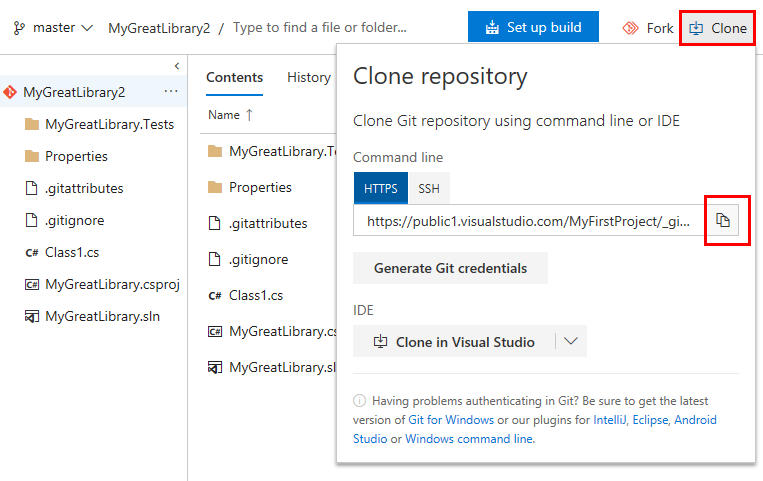 master
MyGreatLibrary2 / Type to find a file or folder...
Set up build
Fork
Clone
MyGreatLibrary2
MyGreatLibrary.Tests
Properties
.gitattributes
.gitignore
C# Class1.cs
C# MyGreatLibrary.csproj
MyGreatLibrary.sln
Contents
History
Name ↑
MyGreatLibrary.T
Properties
.gitattributes
.gitignore
C# Class1.cs
C# MyGreatLibrary.cs
MyGreatLibrary.sl
Clone repository
Clone Git repository using command line or IDE
Command line
HTTPS
SSH
https://public1.visualstudio.com/MyFirstProject/_gi...
Generate Git credentials
IDE
Clone in Visual Studio
Having problems authenticating in Git? Be sure to get the latest
version of Git for Windows or our plugins for IntelliJ, Eclipse, Android
Studio or Windows command line.